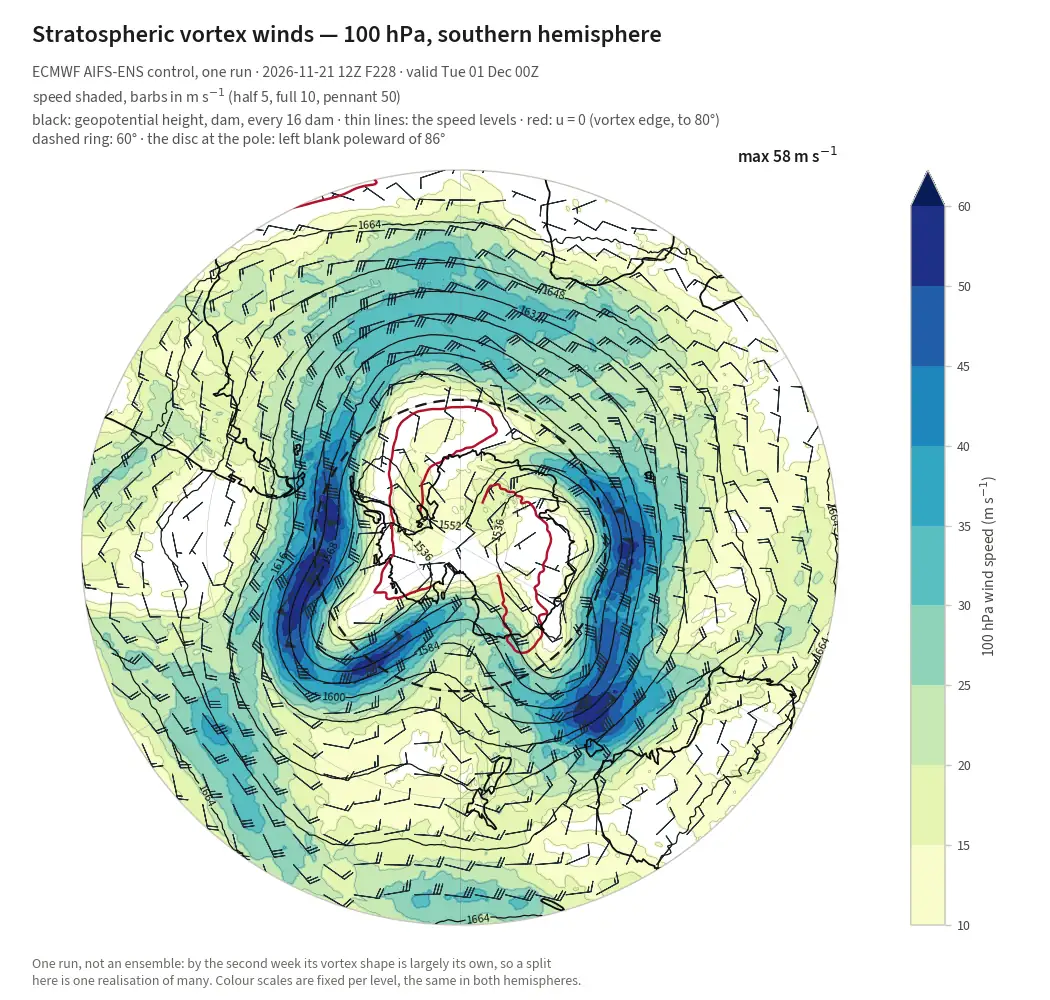 Stratospheric vortex winds — 100 hPa, southern hemisphere
ECMWF AIFS-ENS control, one run · 2026-11-21 12Z F228 · valid Tue 01 Dec 00Z
speed shaded, barbs in m s⁻¹ (half 5, full 10, pennant 50)
black: geopotential height, dam, every 16 dam · thin lines: the speed levels · red: u = 0 (vortex edge, to 80°)
dashed ring: 60° · the disc at the pole: left blank poleward of 86°
max 58 m s⁻¹
1664
1648
1632
1664
1552
1536
1536
1616
1568
1584
1600
1664
1664
1664
60
50
45
40
35
30
25
20
15
10
100 hPa wind speed (m s⁻¹)
One run, not an ensemble: by the second week its vortex shape is largely its own, so a split
here is one realisation of many. Colour scales are fixed per level, the same in both hemispheres.